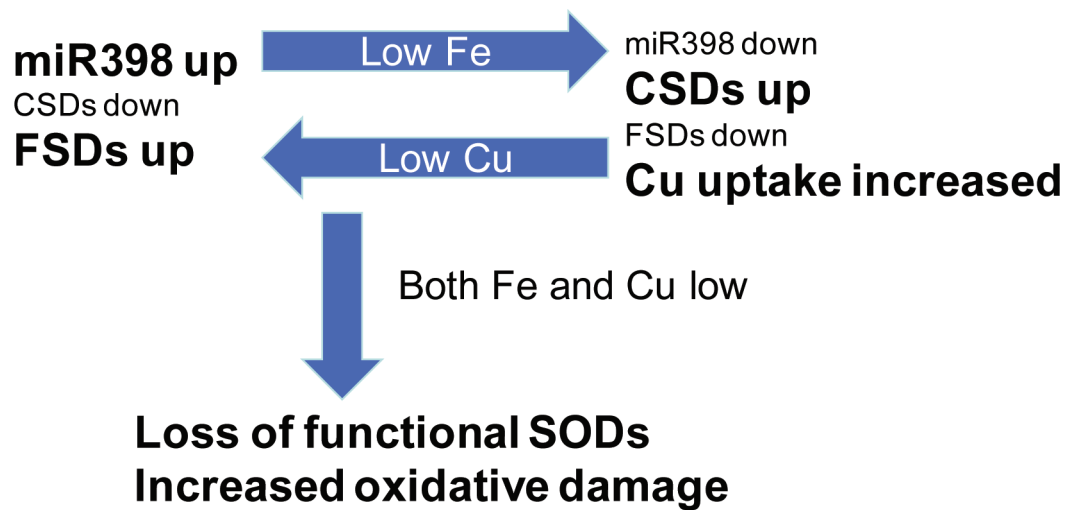 miR398 up
CSDs down
FSDs up
Low Fe
Low Cu
miR398 down
CSDs up
FSDs down
Cu uptake increased
Both Fe and Cu low
Loss of functional SODs
Increased oxidative damage